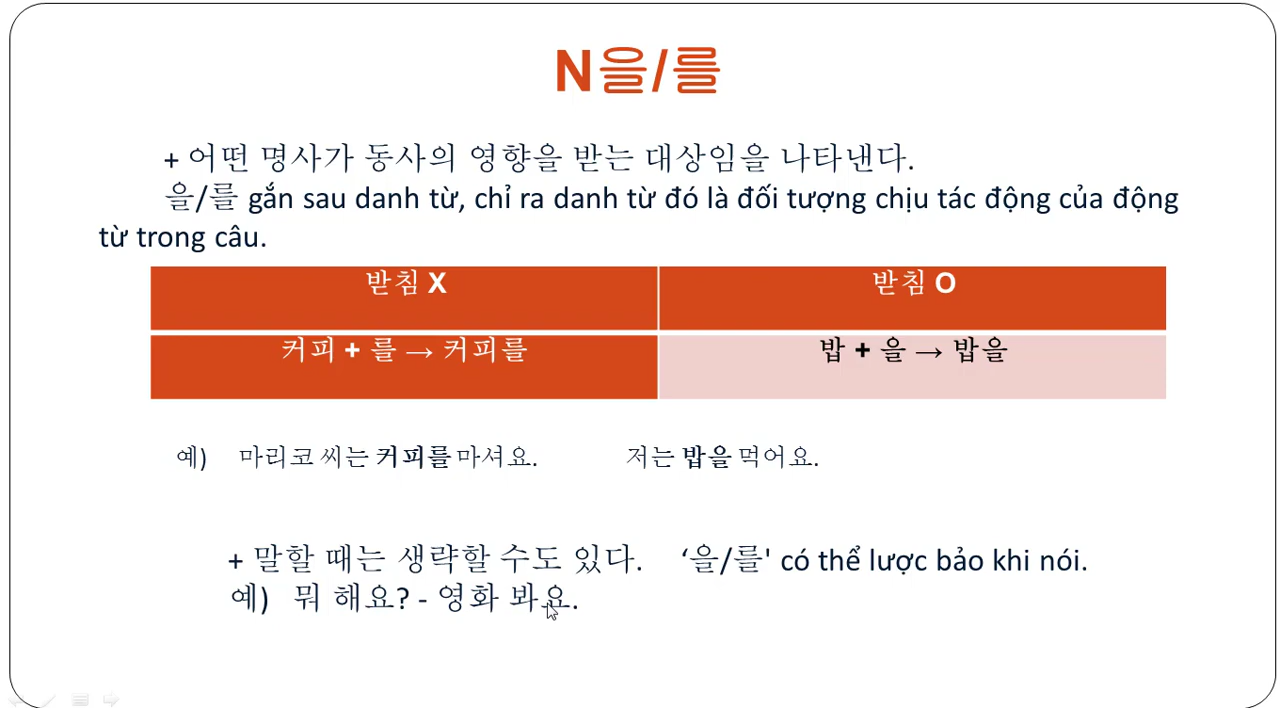 N을/를
+ 어떤 명사가 동사의 영향을 받는 대상임을 나타낸다.
을/를 gắn sau danh từ, chỉ ra danh từ đó là đối tượng chịu tác động của động
từ trong câu.
받침 X 받침 O
커피 + 를 → 커피를 밥 + 을 → 밥을
예) 마리코 씨는 커피를 마셔요. 저는 밥을 먹어요.
+ 말할 때는 생략할 수도 있다. ‘을/를' có thể lược bảo khi nói.
예) 뭐 해요? - 영화 봐요.